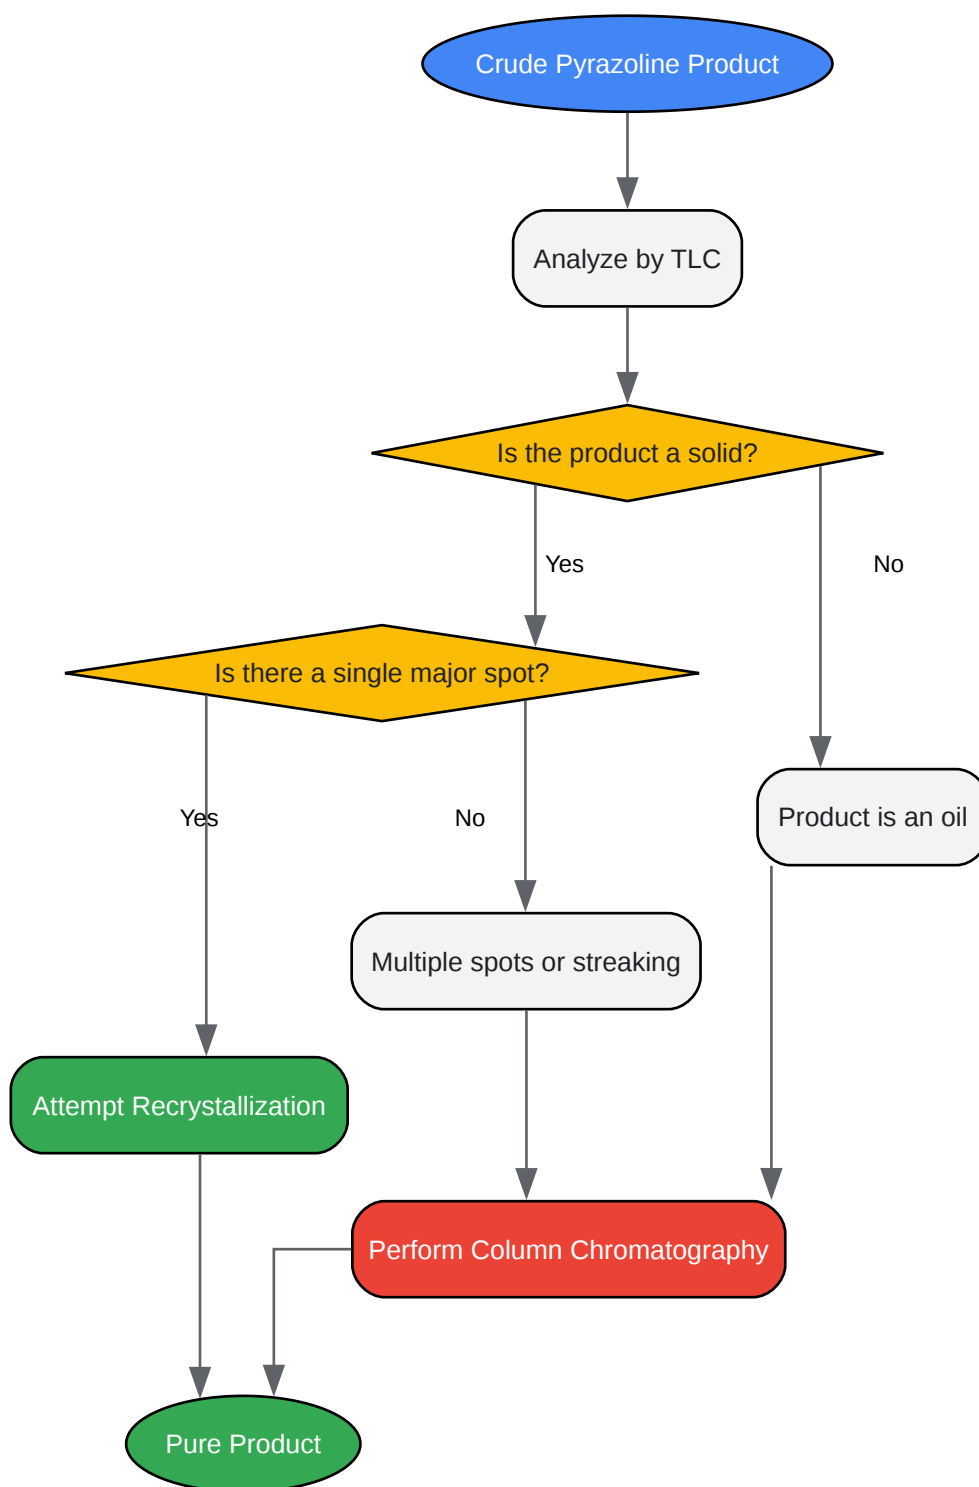 Crude Pyrazoline Product
Analyze by TLC
Is the product a solid?
Yes
No
Is there a single major spot?
Yes
No
Product is an oil
Multiple spots or streaking
Attempt Recrystallization
Perform Column Chromatography
Pure Product